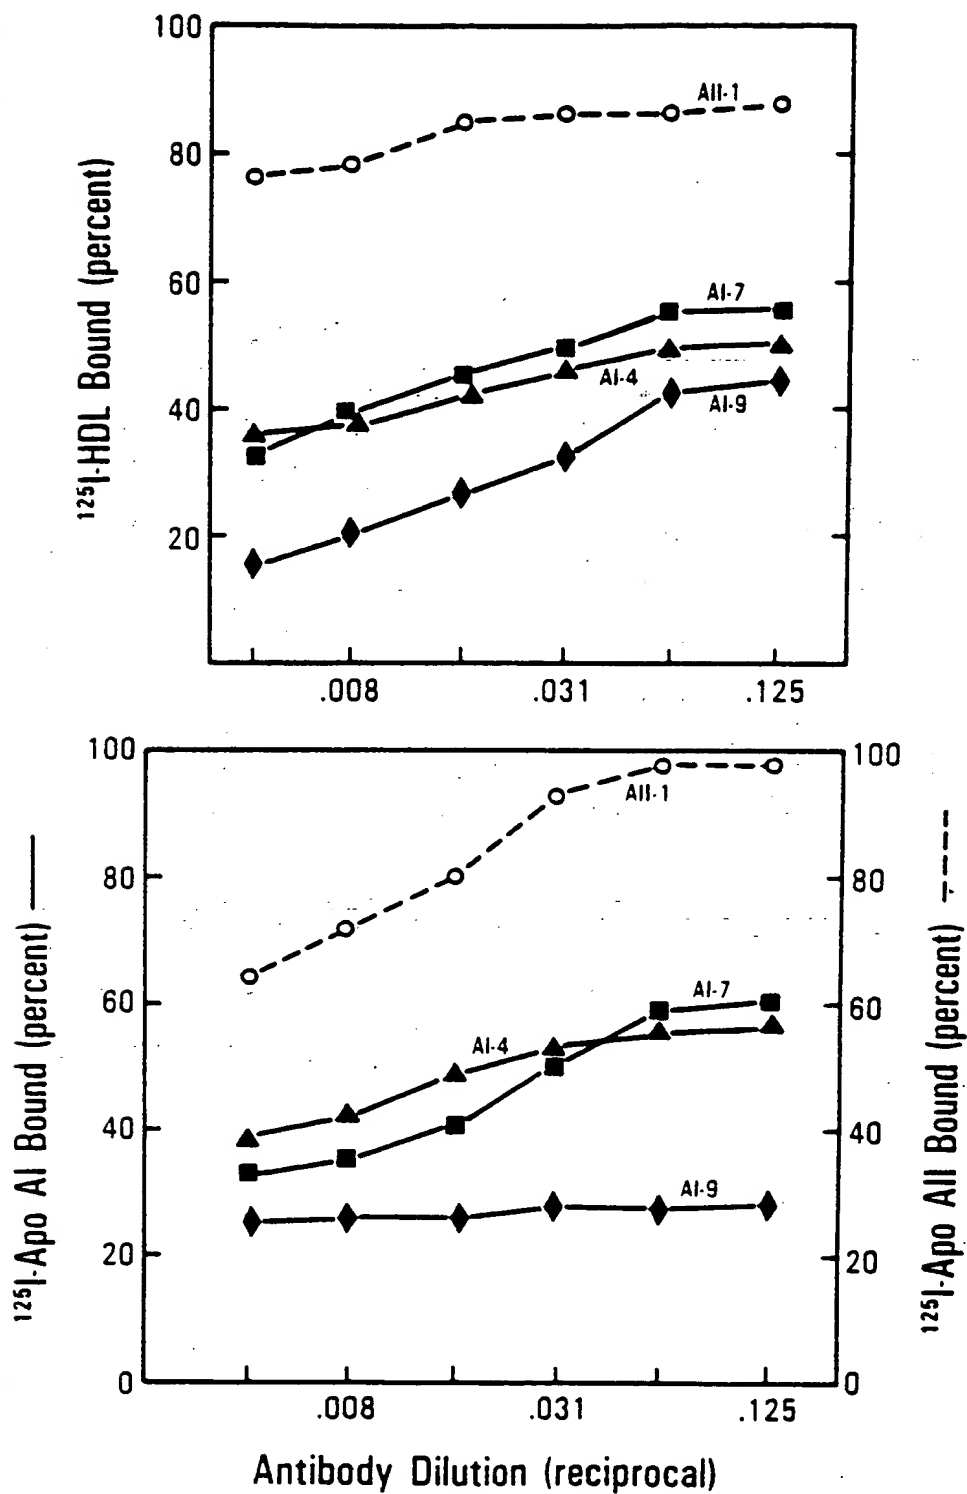 100
80
60
40
20
125I-HDL Bound (percent)
AII-1
AI-7
AI-4
AI-9
.008 .031 .125
100
80
60
40
20
0
125I-Apo AI Bound (percent)
AII-1
AI-7
AI-4
AI-9
100
80
60
40
20
0
125I-Apo AII Bound (percent)
.008 .031 .125
Antibody Dilution (reciprocal)